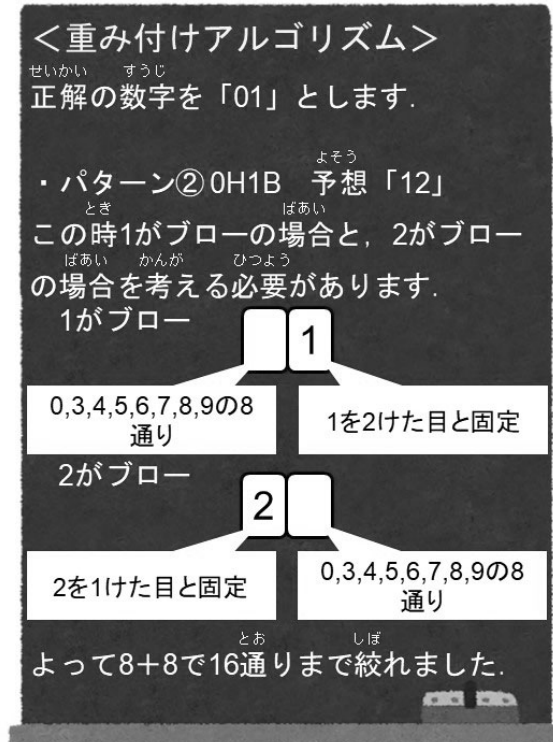 ＜重み付けアルゴリズム＞
せいかい すうじ
正解の数字を「01」とします.
よそう
・パターン② 0H1B 予想「12」
とき ばあい
この時1がブローの場合と，2がブロー
ばあい かんが ひつよう
の場合を考える必要があります.
1がブロー
1
0,3,4,5,6,7,8,9の8
通り
1を2けた目と固定
2がブロー
2
2を1けた目と固定
0,3,4,5,6,7,8,9の8
通り
とお しぼ
よって8＋8で16通りまで絞れました.